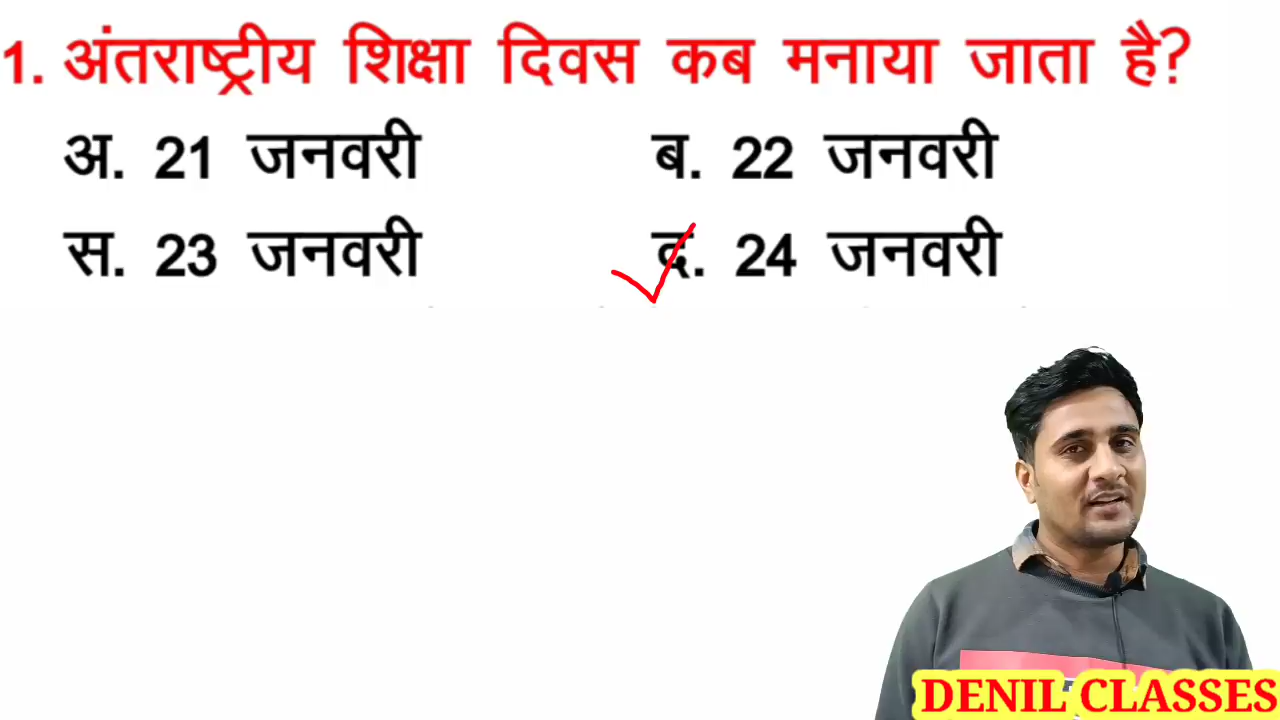 1. अंतराष्ट्रीय शिक्षा दिवस कब मनाया जाता है?
अ. 21 जनवरी ब. 22 जनवरी
स. 23 जनवरी द. 24 जनवरी
DENIL CLASSES